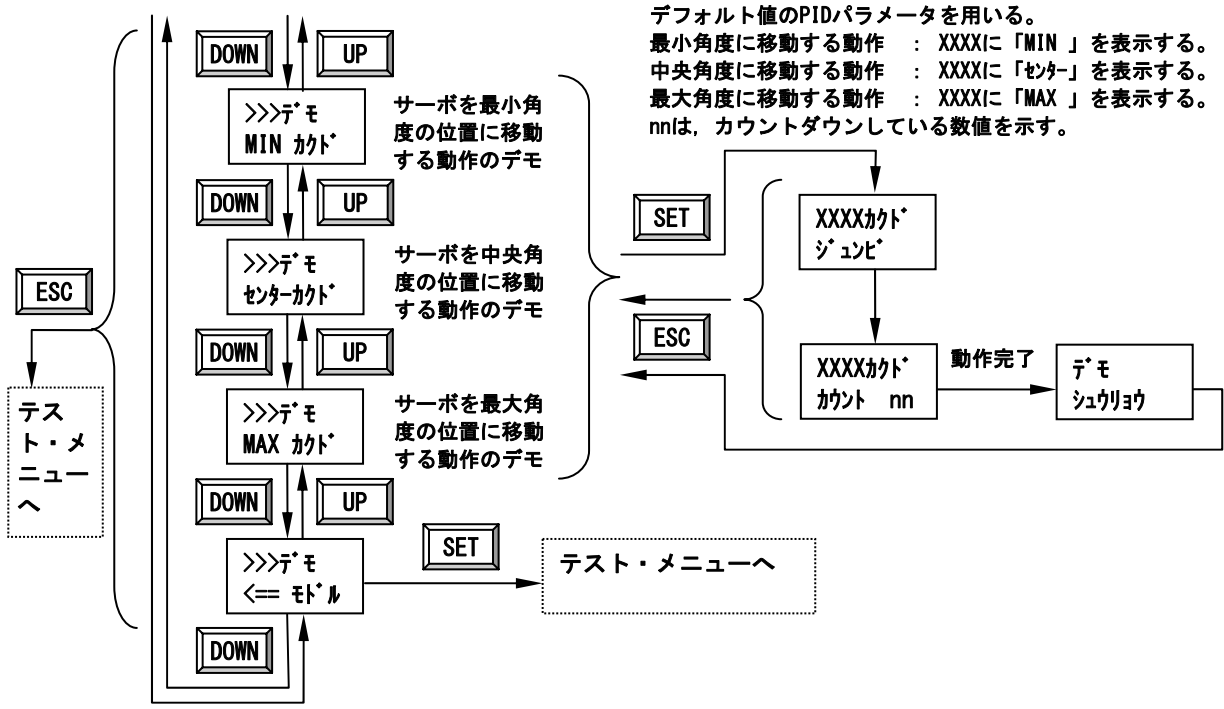 デフォルト値のPIDパラメータを用いる。
最小角度に移動する動作 : XXXXに「MIN 」を表示する。
中央角度に移動する動作 : XXXXに「ｾﾝﾀｰ」を表示する。
最大角度に移動する動作 : XXXXに「MAX 」を表示する。
nnは，カウントダウンしている数値を示す。
DOWN
UP
>>>ﾃﾞﾓ
MIN ｶｸﾄﾞ
サーボを最小角
度の位置に移動
する動作のデモ
DOWN
UP
>>>ﾃﾞﾓ
ｾﾝﾀｰｶｸﾄﾞ
サーボを中央角
度の位置に移動
する動作のデモ
DOWN
UP
>>>ﾃﾞﾓ
MAX ｶｸﾄﾞ
サーボを最大角
度の位置に移動
する動作のデモ
DOWN
UP
>>>ﾃﾞﾓ
<== ﾓﾄﾞﾙ
DOWN
SET
テスト・メニューへ
ESC
テス
ト・メ
ニュー
へ
SET
ESC
XXXXｶｸﾄﾞ
ｼﾞｭﾝﾋﾞ
XXXXｶｸﾄﾞ
ｶｳﾝﾄ nn
動作完了
ﾃﾞﾓ
ｼｭｳﾘｮｳ